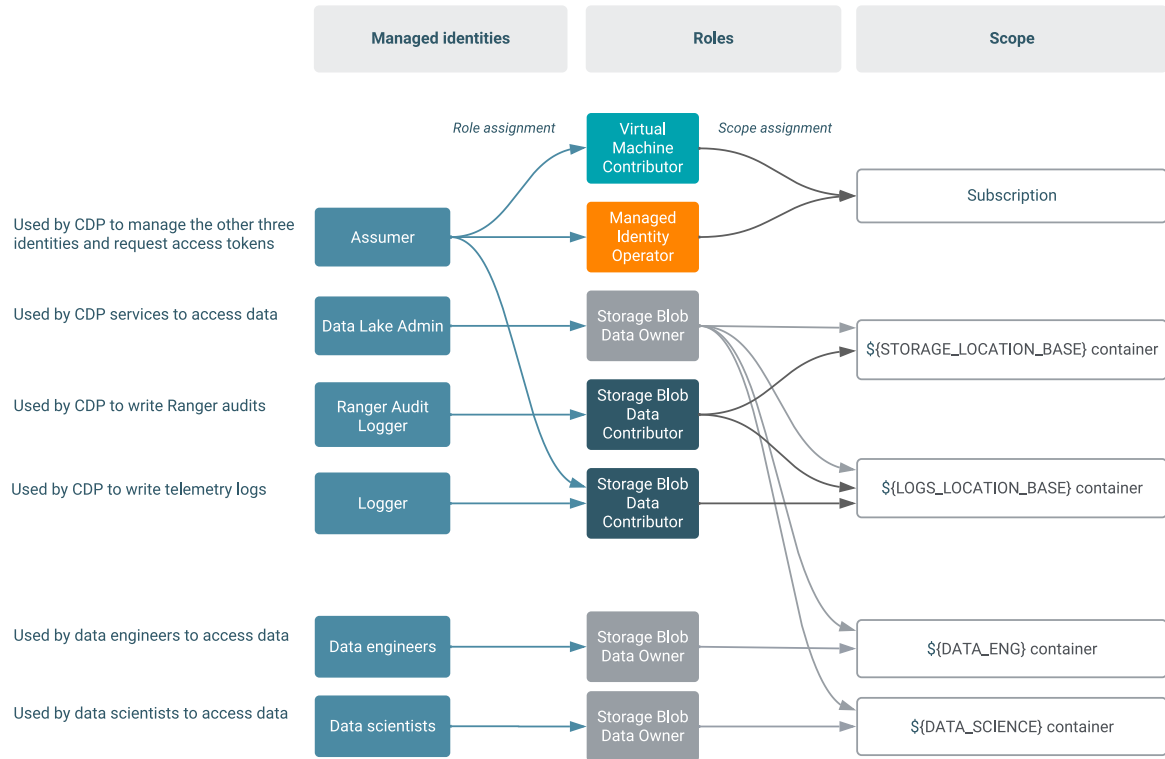 Managed identities
Roles
Scope
Role assignment
Scope assignment
Virtual
Machine
Contributor
Subscription
Used by CDP to manage the other three
identities and request access tokens
Assumer
Managed
Identity
Operator
Used by CDP services to access data
Data Lake Admin
Storage Blob
Data Owner
${STORAGE_LOCATION_BASE} container
Used by CDP to write Ranger audits
Ranger Audit
Logger
Storage Blob
Data
Contributor
Used by CDP to write telemetry logs
Logger
Storage Blob
Data
Contributor
${LOGS_LOCATION_BASE} container
Used by data engineers to access data
Data engineers
Storage Blob
Data Owner
${DATA_ENG} container
Used by data scientists to access data
Data scientists
Storage Blob
Data Owner
${DATA_SCIENCE} container